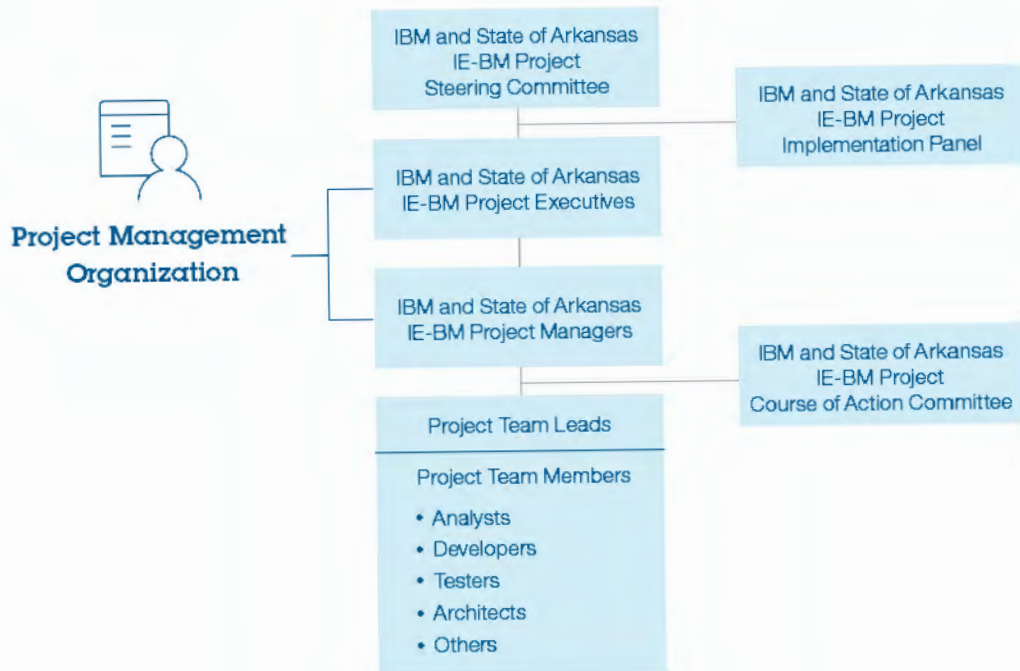 IBM and State of Arkansas
IE-BM Project
Steering Committee
IBM and State of Arkansas
IE-BM Project
Implementation Panel
IBM and State of Arkansas
IE-BM Project Executives
Project Management
Organization
IBM and State of Arkansas
IE-BM Project Managers
IBM and State of Arkansas
IE-BM Project
Course of Action Committee
Project Team Leads
Project Team Members
• Analysts
• Developers
• Testers
• Architects
• Others